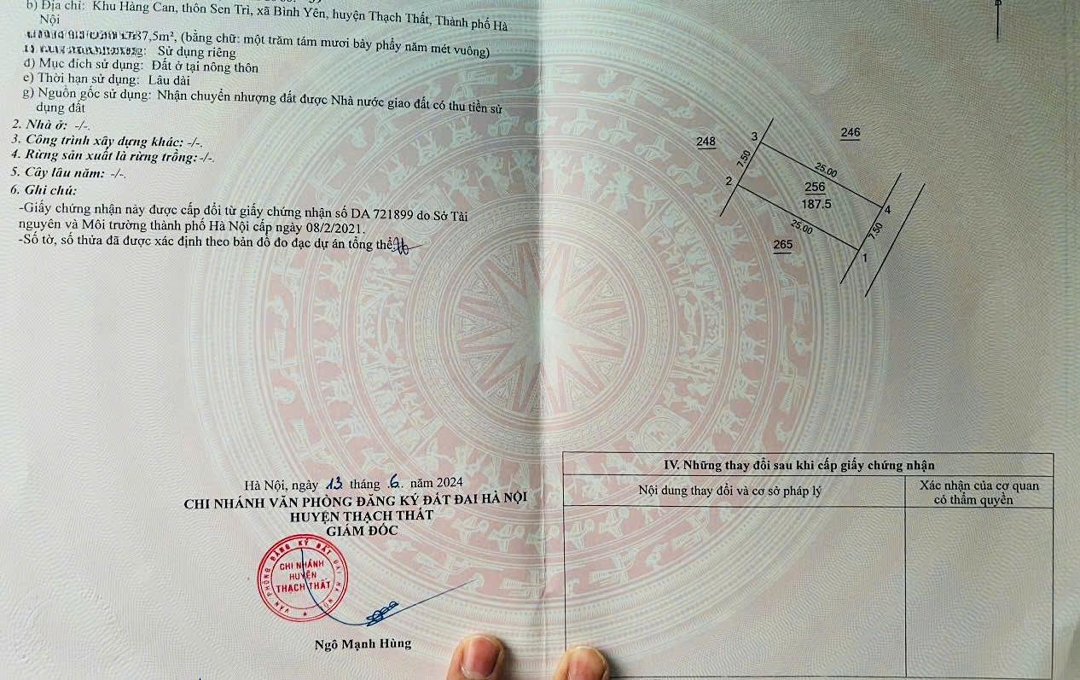 b) Địa chỉ: Khu Hàng Can, thôn Sen Trì, xã Bình Yên, huyện Thạch Thất, Thành phố Hà
Nội
187,5m², (bằng chữ: một trăm tám mươi bảy phẩy năm mét vuông)
Sử dụng riêng
d) Mục đích sử dụng: Đất ở tại nông thôn
e) Thời hạn sử dụng: Lâu dài
g) Nguồn gốc sử dụng: Nhận chuyển nhượng đất được Nhà nước giao đất có thu tiền sử
dụng đất
2. Nhà ở: -/-.
3. Công trình xây dựng khác: -/-.
4. Rừng sản xuất là rừng trồng: -/-.
5. Cây lâu năm: -/-.
6. Ghi chú:
-Giấy chứng nhận này được cấp đổi từ giấy chứng nhận số DA 721899 do Sở Tài
nguyên và Môi trường thành phố Hà Nội cấp ngày 08/2/2021.
-Số tờ, số thửa đã được xác định theo bản đồ đo đạc dự án tổng thể
Hà Nội, ngày 13 tháng 6. năm 2024
CHI NHÁNH VĂN PHÒNG ĐĂNG KÝ ĐẤT ĐAI HÀ NỘI
HUYỆN THẠCH THẤT
GIÁM ĐỐC
VĂN PHÒNG ĐĂNG KÝ ĐẤT ĐAI HÀ NỘI
CHI NHÁNH
HUYỆN
THẠCH THẤT
Ngô Mạnh Hùng
248
3
246
7.50
25.00
2
256
187.5
4
25.00
7.50
265
1
IV. Những thay đổi sau khi cấp giấy chứng nhận
Nội dung thay đổi và cơ sở pháp lý
Xác nhận của cơ quan
có thẩm quyền